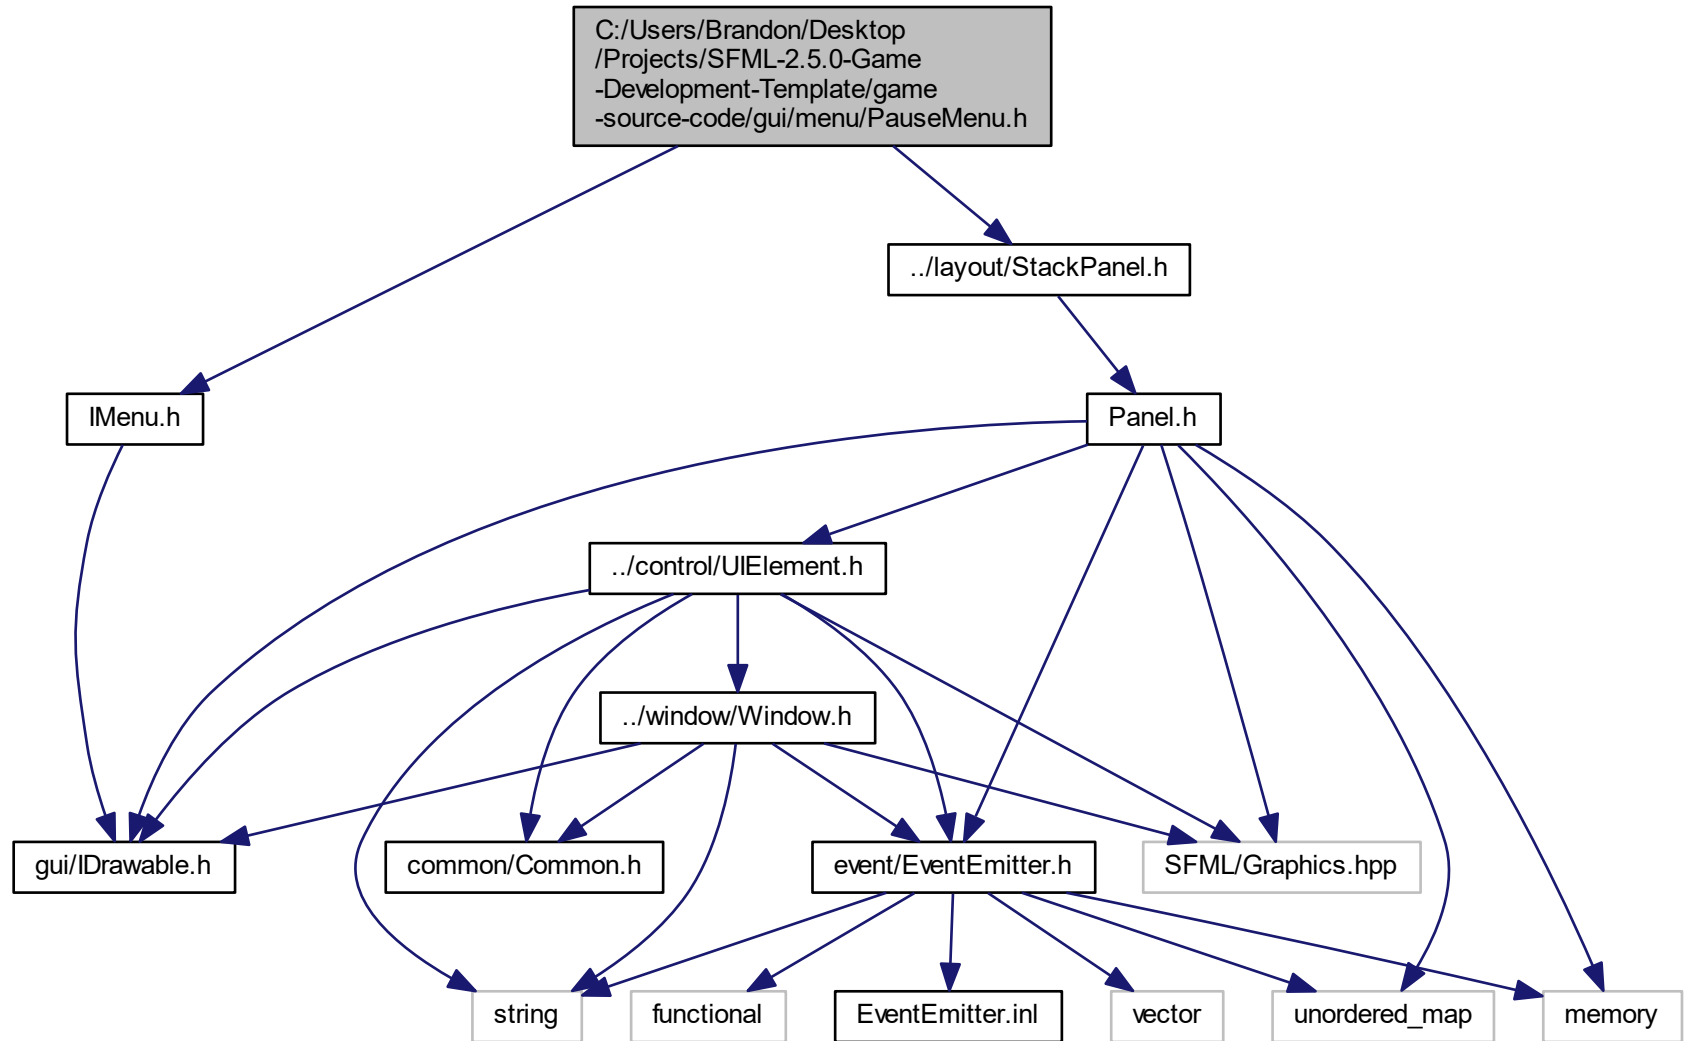 C:/Users/Brandon/Desktop
/Projects/SFML-2.5.0-Game
-Development-Template/game
-source-code/gui/menu/PauseMenu.h
../layout/StackPanel.h
IMenu.h
Panel.h
../control/UIElement.h
../window/Window.h
gui/IDrawable.h
common/Common.h
event/EventEmitter.h
SFML/Graphics.hpp
string
functional
EventEmitter.inl
vector
unordered_map
memory